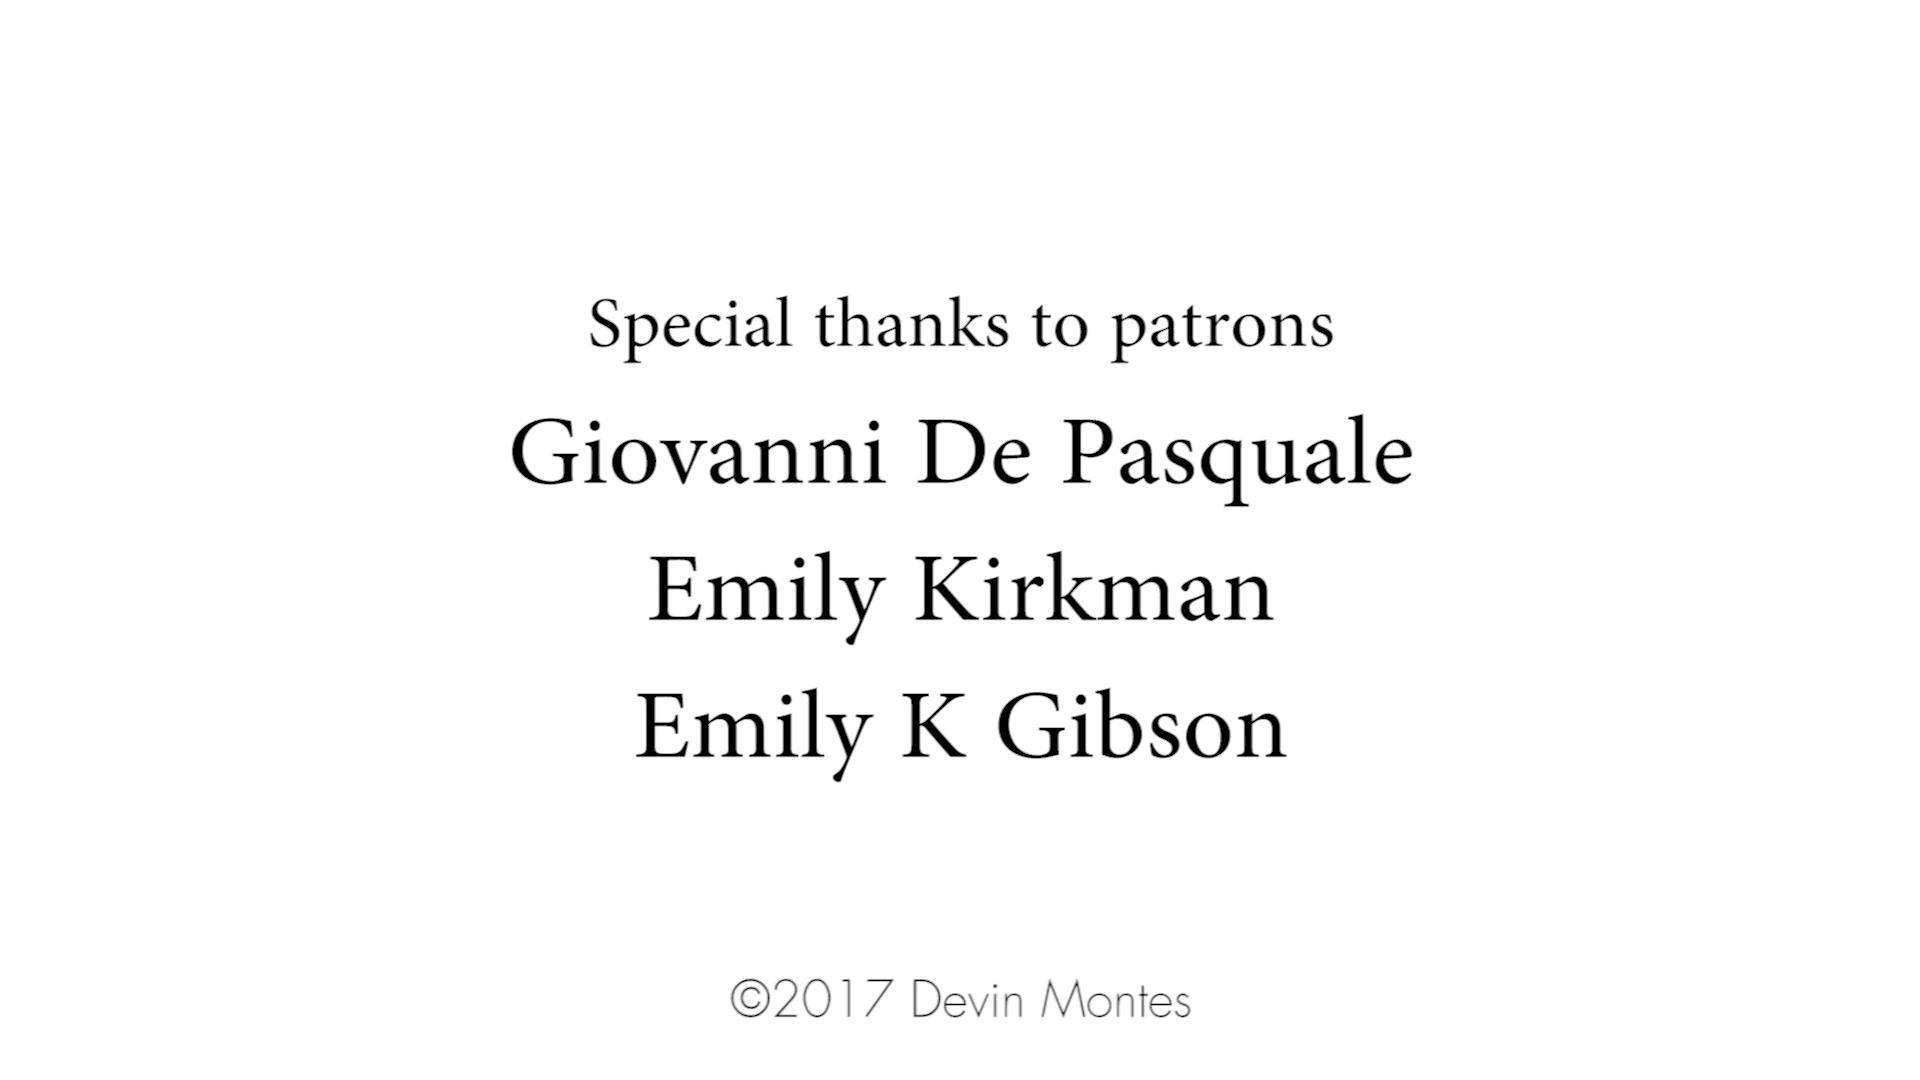 Special thanks to patrons
Giovanni De Pasquale
Emily Kirkman
Emily K Gibson
©2017 Devin Montes